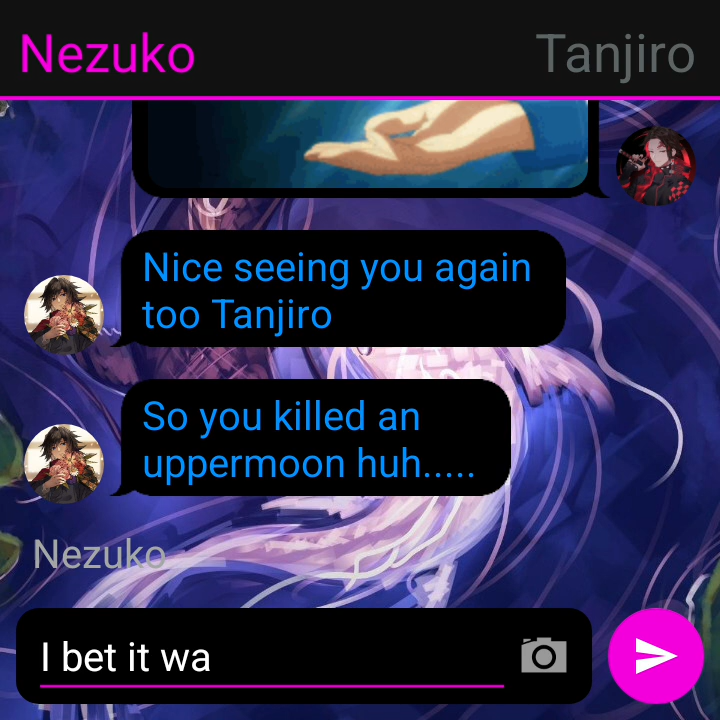 Nezuko
Tanjiro
Nice seeing you again
too Tanjiro
So you killed an
uppermoon huh.....
Nezuko
I bet it wa